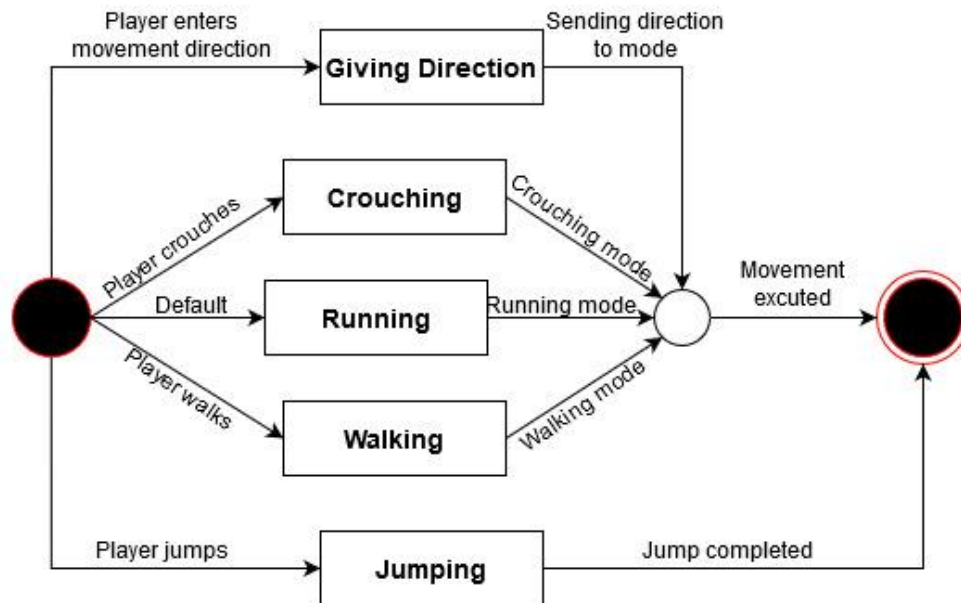 Player enters
movement direction
Giving Direction
Sending direction
to mode
Player crouches
Crouching
Crouching mode
Default
Running
Running mode
Movement
excuted
Player walks
Walking
Walking mode
Player jumps
Jumping
Jump completed